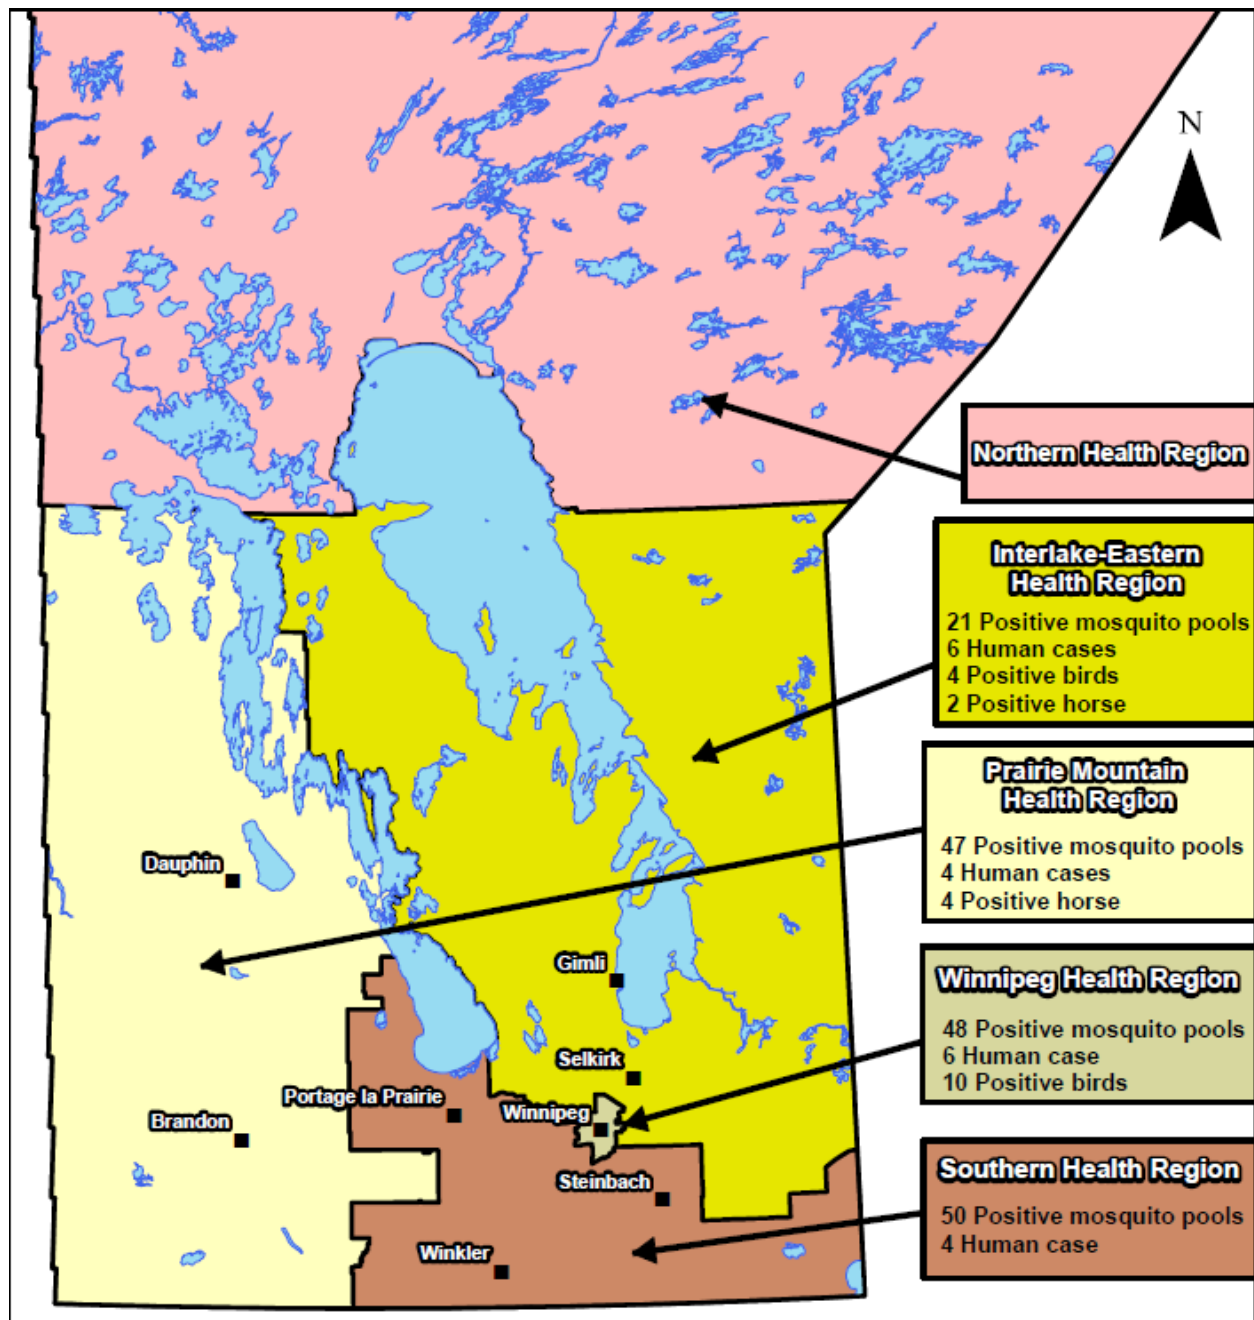 N
Northern Health Region
Interlake-Eastern
Health Region
21 Positive mosquito pools
6 Human cases
4 Positive birds
2 Positive horse
Prairie Mountain
Health Region
47 Positive mosquito pools
4 Human cases
4 Positive horse
Dauphin
Gimli
Winnipeg Health Region
48 Positive mosquito pools
6 Human case
10 Positive birds
Selkirk
Portage la Prairie
Winnipeg
Brandon
Steinbach
Southern Health Region
50 Positive mosquito pools
4 Human case
Winkler